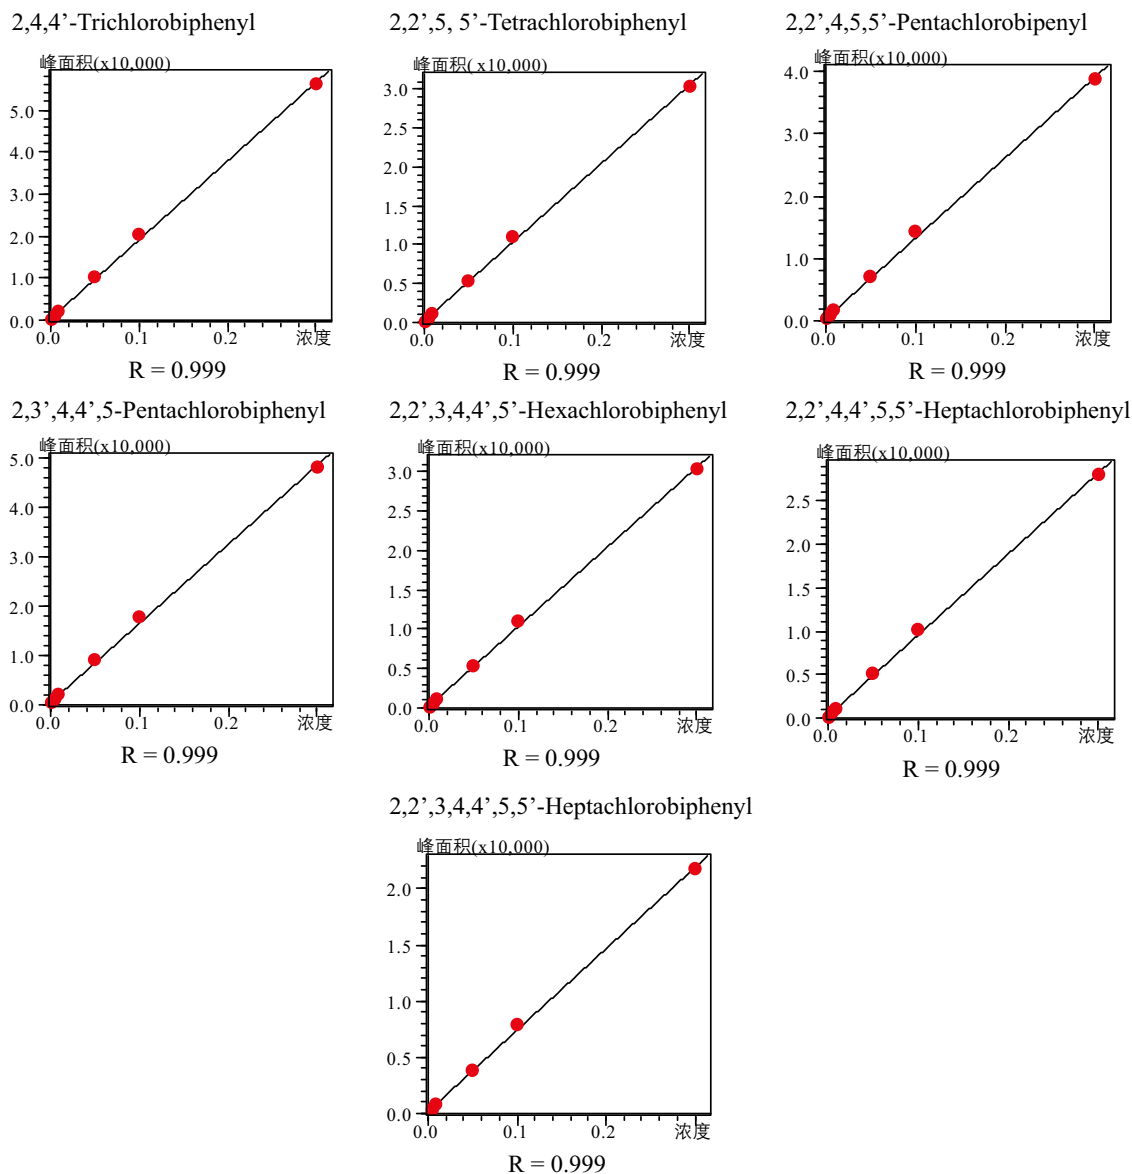 2,4,4’-Trichlorobiphenyl
峰面积(x10,000)
5.0
4.0
3.0
2.0
1.0
0.0
0.0 0.1 0.2 浓度
R = 0.999
2,2’,5, 5’-Tetrachlorobiphenyl
峰面积( x10,000)
3.0
2.5
2.0
1.5
1.0
0.5
0.0
0.0 0.1 0.2 浓度
R = 0.999
2,2’,4,5,5’-Pentachlorobipenyl
峰面积(x10,000)
4.0
3.0
2.0
1.0
0.0
0.0 0.1 0.2 浓度
R = 0.999
2,3’,4,4’,5-Pentachlorobiphenyl
峰面积(x10,000)
5.0
4.0
3.0
2.0
1.0
0.0
0.0 0.1 0.2 浓度
R = 0.999
2,2’,3,4,4’,5’-Hexachlorobiphenyl
峰面积(x10,000)
3.0
2.5
2.0
1.5
1.0
0.5
0.0
0.0 0.1 0.2 浓度
R = 0.999
2,2’,4,4’,5,5’-Heptachlorobiphenyl
峰面积(x10,000)
2.5
2.0
1.5
1.0
0.5
0.0
0.0 0.1 0.2 浓度
R = 0.999
2,2’,3,4,4’,5,5’-Heptachlorobiphenyl
峰面积(x10,000)
2.0
1.5
1.0
0.5
0.0
0.0 0.1 0.2 浓度
R = 0.999